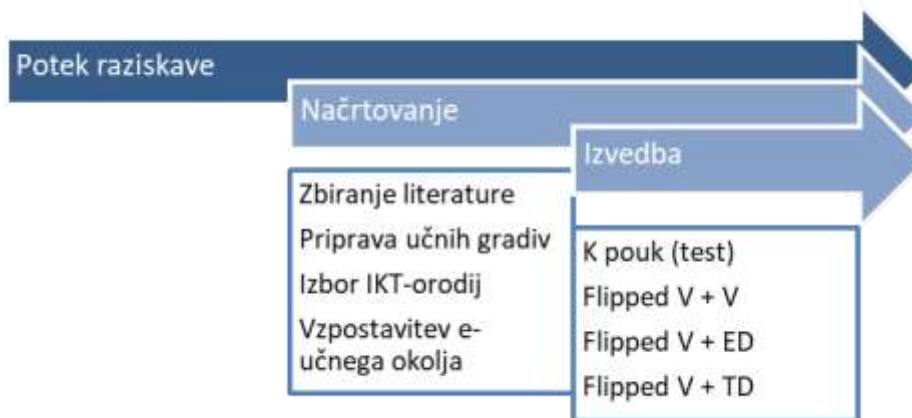 Potek raziskave
Načrtovanje
Izvedba
Zbiranje literature
Priprava učnih gradiv
Izbor IKT-orodij
Vzpostavitev e-
učnega okolja
K pouk (test)
Flipped V + V
Flipped V + ED
Flipped V + TD